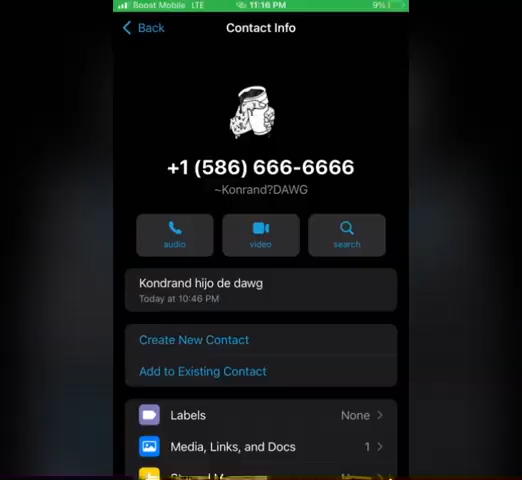 Boost Mobile LTE 11:16 PM 9%
Back Contact Info
+1 (586) 666-6666
~Konrand?DAWG
audio video search
Kondrand hijo de dawg
Today at 10:46 PM
Create New Contact
Add to Existing Contact
Labels None
Media, Links, and Docs 1